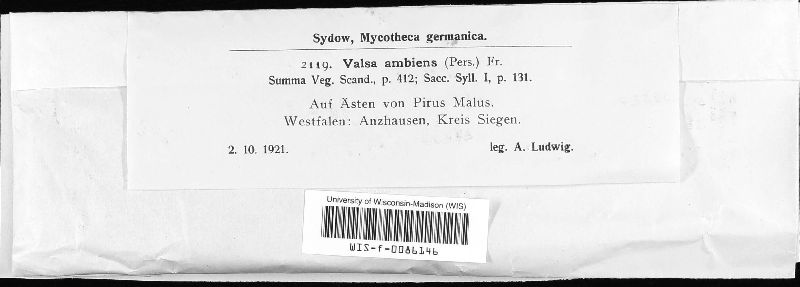 Sydow, Mycotheca germanica.
2119. Valsa ambiens (Pers.) Fr.
Summa Veg. Scand., p. 412; Sacc. Syll. I, p. 131.
Auf Ästen von Pirus Malus.
Westfalen: Anzhausen, Kreis Siegen.
2. 10. 1921. leg. A. Ludwig.
University of Wisconsin-Madison (WIS)
WIS-f-0086146